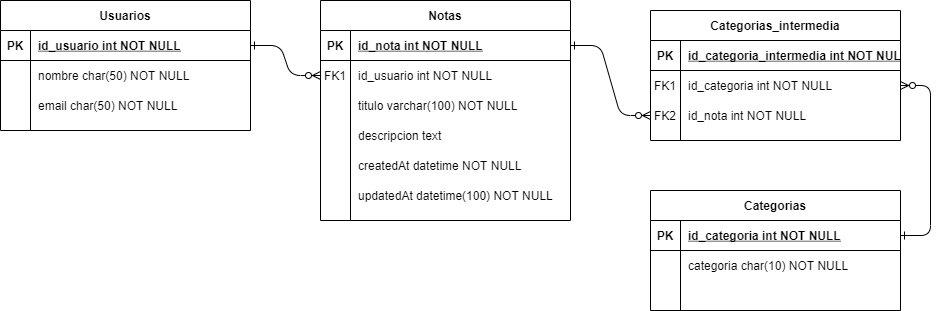 Usuarios
PK id_usuario int NOT NULL
nombre char(50) NOT NULL
email char(50) NOT NULL
Notas
PK id_nota int NOT NULL
FK1 id_usuario int NOT NULL
titulo varchar(100) NOT NULL
descripcion text
createdAt datetime NOT NULL
updatedAt datetime(100) NOT NULL
Categorias_intermedia
PK id_categoria_intermedia int NOT NUL
FK1 id_categoria int NOT NULL
FK2 id_nota int NOT NULL
Categorias
PK id_categoria int NOT NULL
categoria char(10) NOT NULL